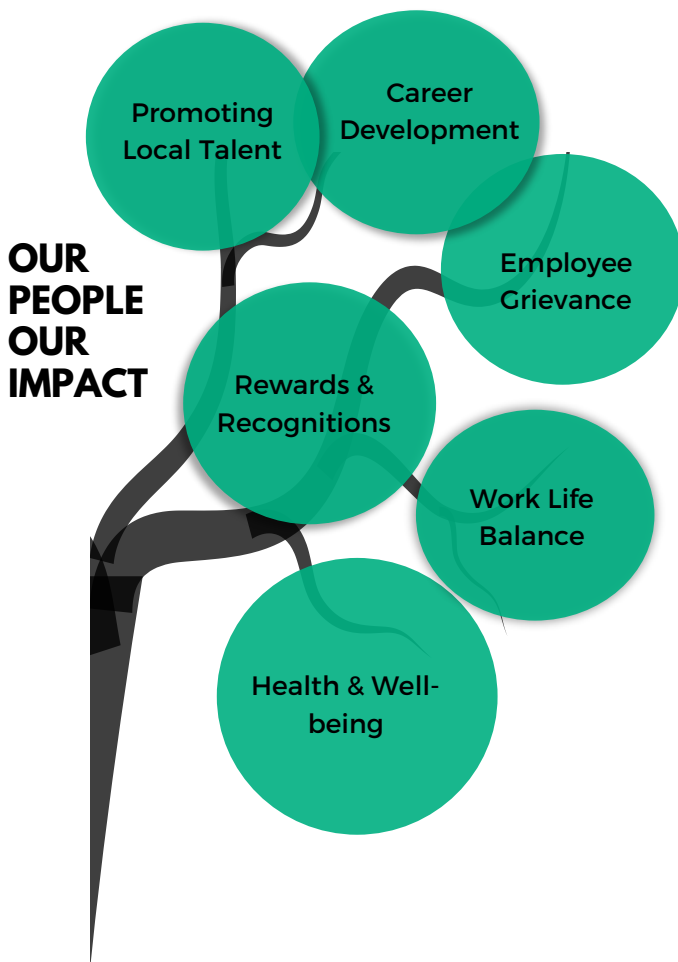 Promoting
Local Talent
Career
Development
Employee
Grievance
OUR
PEOPLE
OUR
IMPACT
Rewards &
Recognitions
Work Life
Balance
Health & Well-
being